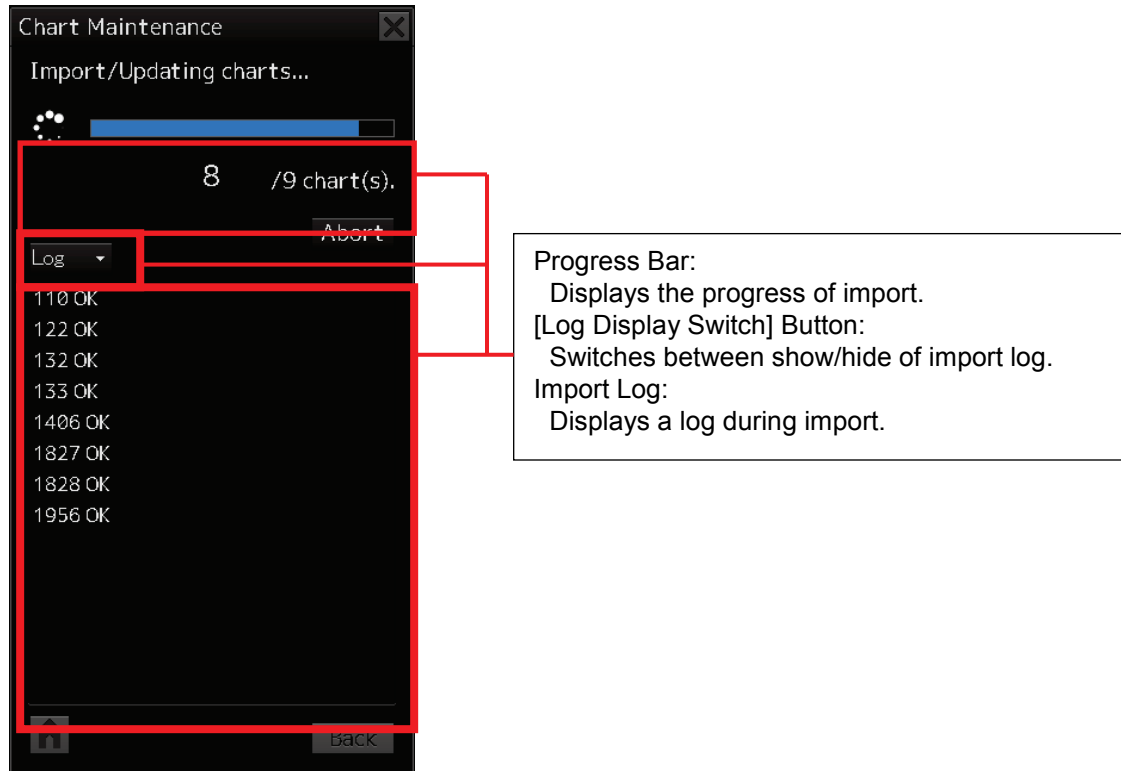 Chart Maintenance
Import/Updating charts...
8 /9 chart(s).
Abort
Log
110 OK
122 OK
132 OK
133 OK
1406 OK
1827 OK
1828 OK
1956 OK
Back
Progress Bar:
Displays the progress of import.
[Log Display Switch] Button:
Switches between show/hide of import log.
Import Log:
Displays a log during import.